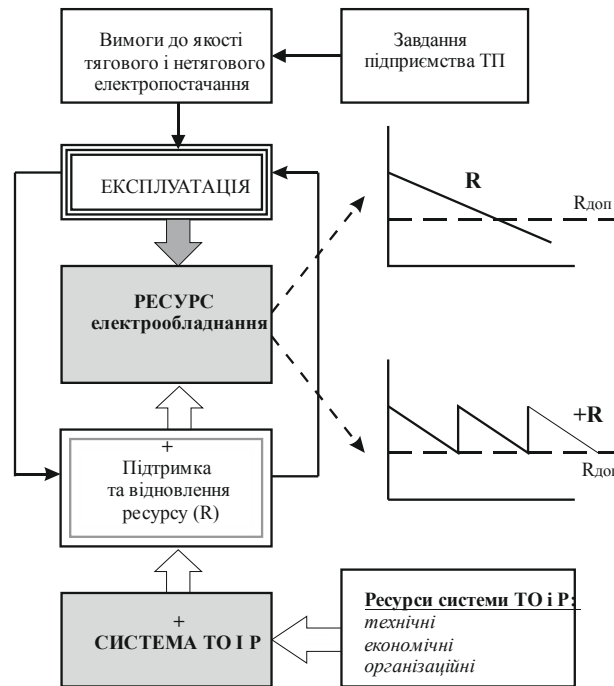 Вимоги до якості
тягового і нетягового
електропостачання
Завдання
підприємства ТП
ЕКСПЛУАТАЦІЯ
R
Rдоп
РЕСУРС
електрообладнання
+R
Rдоп
+
Підтримка
та відновлення
ресурсу (R)
+
СИСТЕМА ТО І Р
Ресурси системи ТО і Р:
технічні
економічні
організаційні